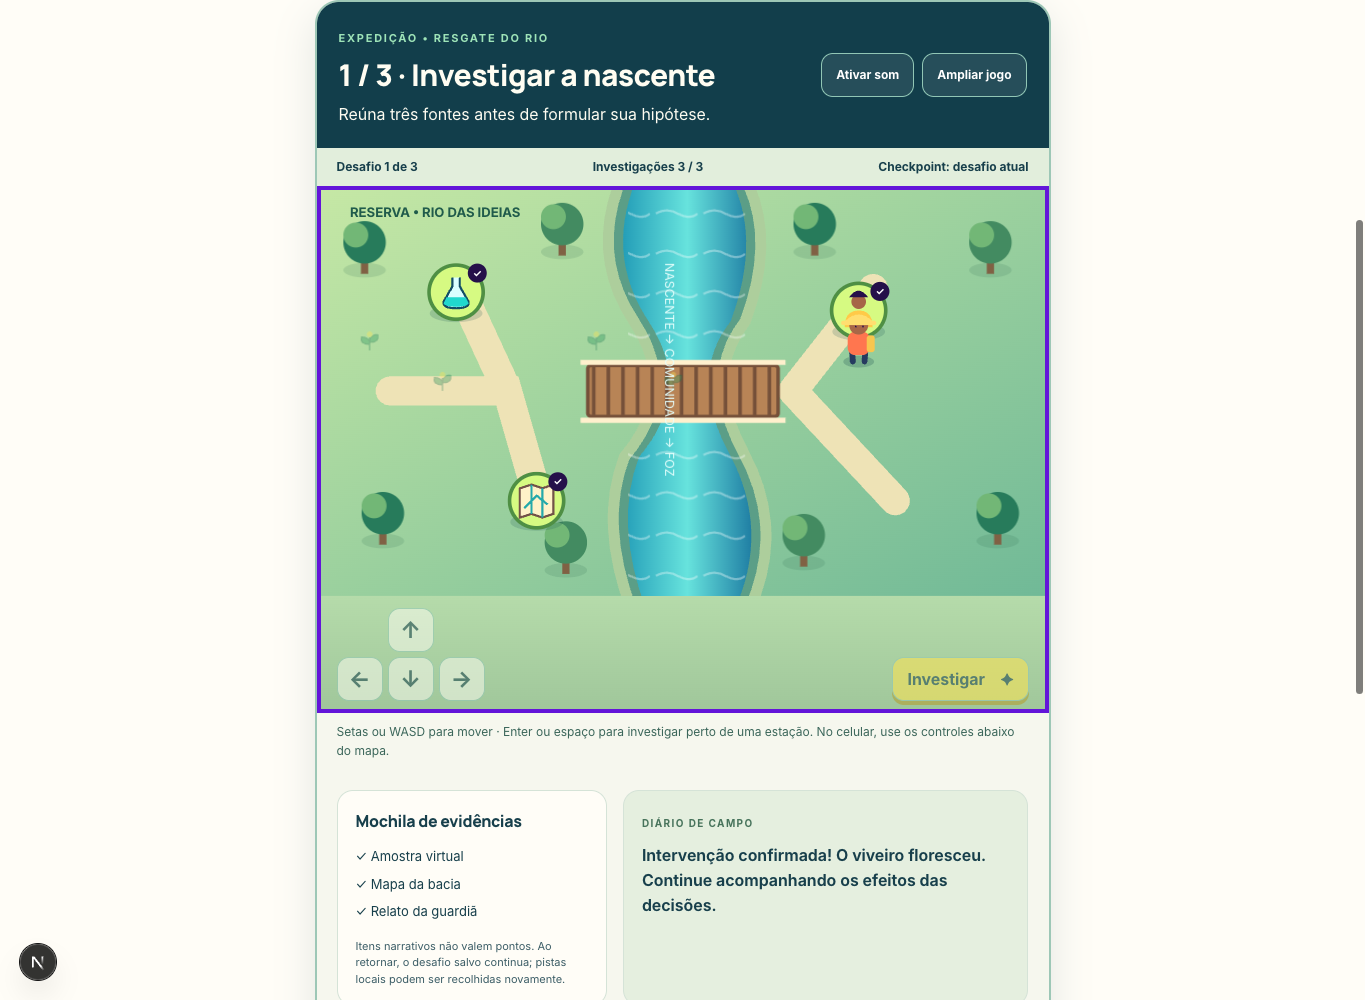 EXPEDIÇÃO • RESGATE DO RIO
1 / 3 · Investigar a nascente
Reúna três fontes antes de formular sua hipótese.
Ativar som
Ampliar jogo
Desafio 1 de 3
Investigações 3 / 3
Checkpoint: desafio atual
RESERVA • RIO DAS IDEIAS
NASCENTE → COMUNIDADE → FOZ
Investigar
Setas ou WASD para mover · Enter ou espaço para investigar perto de uma estação. No celular, use os controles abaixo
do mapa.
Mochila de evidências
✓ Amostra virtual
✓ Mapa da bacia
✓ Relato da guardiã
Itens narrativos não valem pontos. Ao
retornar, o desafio salvo continua; pistas
locais podem ser recolhidas novamente.
DIÁRIO DE CAMPO
Intervenção confirmada! O viveiro floresceu.
Continue acompanhando os efeitos das
decisões.
N